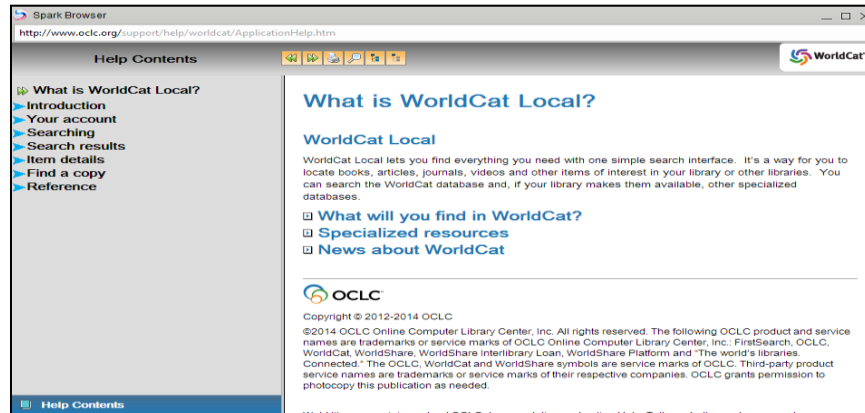 Spark Browser
http://www.oclc.org/support/help/worldcat/ApplicationHelp.htm
Help Contents
WorldCat®
What is WorldCat Local?
Introduction
Your account
Searching
Search results
Item details
Find a copy
Reference
What is WorldCat Local?
WorldCat Local
WorldCat Local lets you find everything you need with one simple search interface. It's a way for you to
locate books, articles, journals, videos and other items of interest in your library or other libraries. You
can search the WorldCat database and, if your library makes them available, other specialized
databases.
What will you find in WorldCat?
Specialized resources
News about WorldCat
OCLC
Copyright © 2012-2014 OCLC
©2014 OCLC Online Computer Library Center, Inc. All rights reserved. The following OCLC product and service
names are trademarks or service marks of OCLC Online Computer Library Center, Inc.: FirstSearch, OCLC,
WorldCat, WorldShare, WorldShare Interlibrary Loan, WorldShare Platform and "The world's libraries.
Connected." The OCLC, WorldCat and WorldShare symbols are service marks of OCLC. Third-party product
service names are trademarks or service marks of their respective companies. OCLC grants permission to
photocopy this publication as needed.
Help Contents